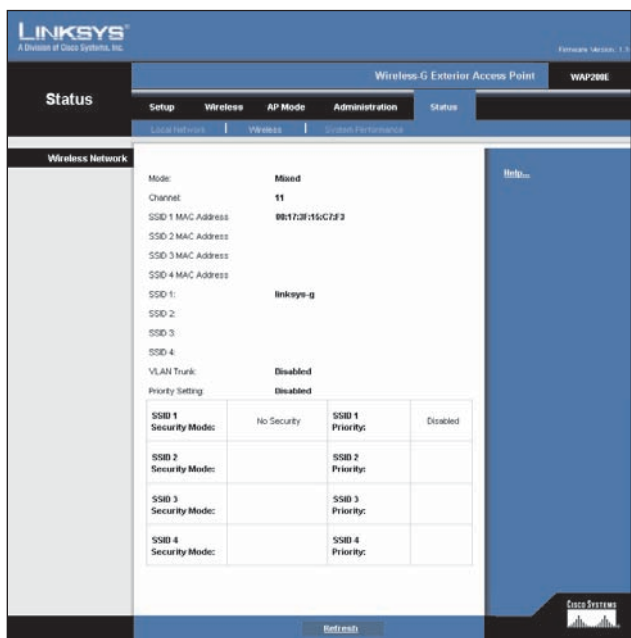 LINKSYS®
A Division of Cisco Systems, Inc.
Firmware Version: 1.
Wireless-G Exterior Access Point WAP200E
Status
Setup Wireless AP Mode Administration Status
Local Network Wireless System Performance
Wireless Network
Help...
Mode: Mixed
Channel: 11
SSID 1 MAC Address 00:17:3F:15:C7:F3
SSID 2 MAC Address
SSID 3 MAC Address
SSID 4 MAC Address
SSID 1: linksys-g
SSID 2:
SSID 3:
SSID 4:
VLAN Trunk: Disabled
Priority Setting: Disabled
SSID 1 Security Mode: No Security SSID 1 Priority: Disabled
SSID 2 Security Mode: SSID 2 Priority:
SSID 3 Security Mode: SSID 3 Priority:
SSID 4 Security Mode: SSID 4 Priority:
Refresh
CISCO SYSTEMS